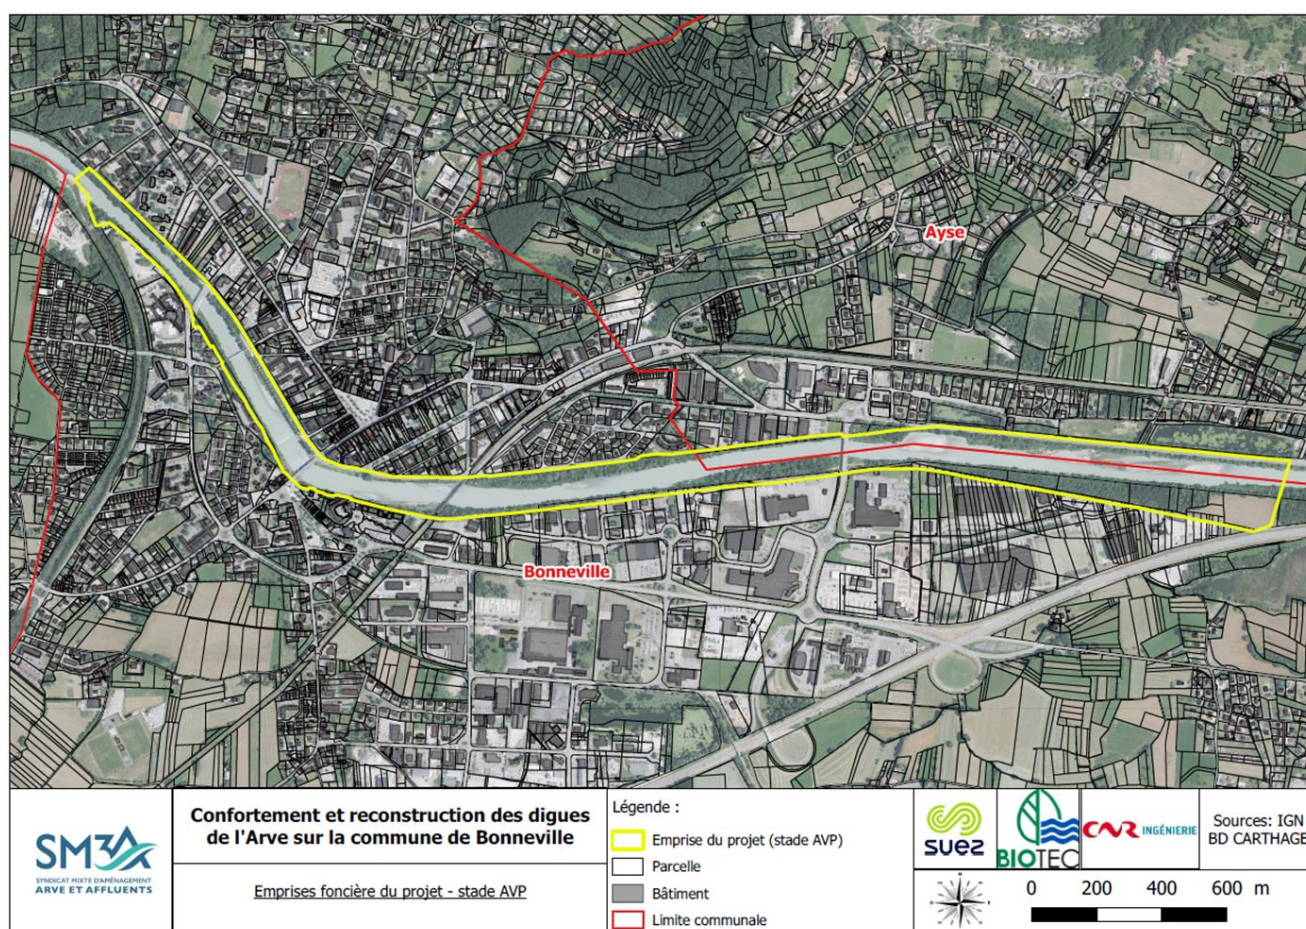 Ayse
Bonneville
SM3A
SYNDICAT MIXTE D'AMÉNAGEMENT
ARVE ET AFFLUENTS
Confortement et reconstruction des digues
de l'Arve sur la commune de Bonneville
Emprises foncière du projet - stade AVP
Légende :
Emprise du projet (stade AVP)
Parcelle
Bâtiment
Limite communale
suez
BIOTEC
CNR INGÉNIERIE
Sources: IGN
BD CARTHAGE
0 200 400 600 m